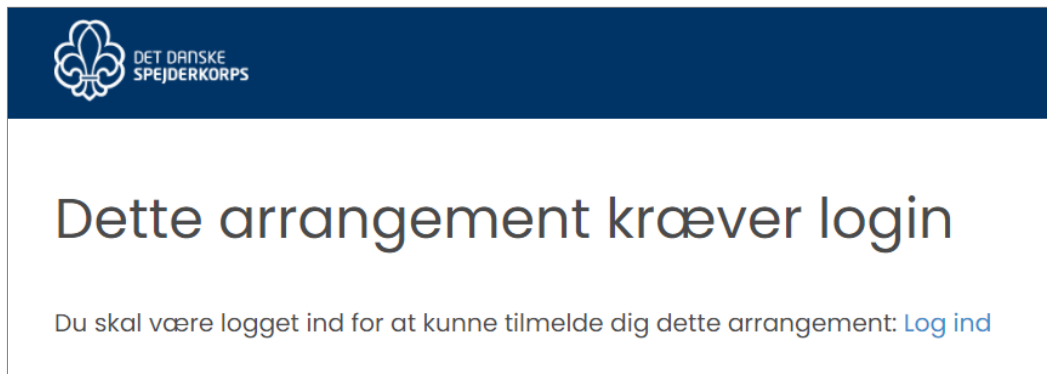 DET DANSKE
SPEJDERKORPS
Dette arrangement kræver login
Du skal være logget ind for at kunne tilmelde dig dette arrangement: Log ind